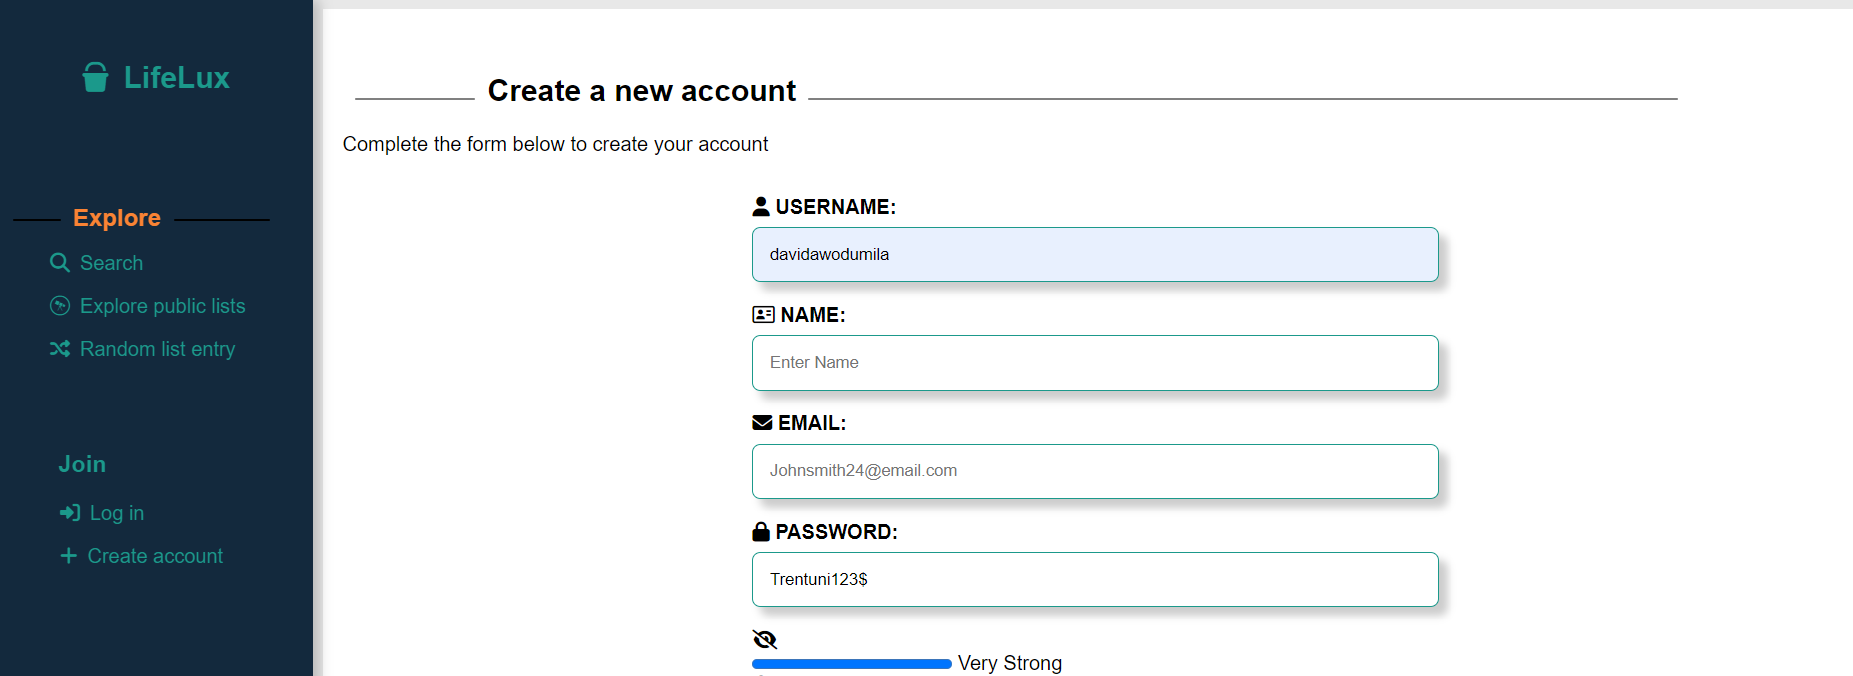 LifeLux
Explore
Search
Explore public lists
Random list entry
Join
Log in
Create account
Create a new account
Complete the form below to create your account
USERNAME:
davidawodumila
NAME:
Enter Name
EMAIL:
Johnsmith24@email.com
PASSWORD:
Trentuni123$
Very Strong